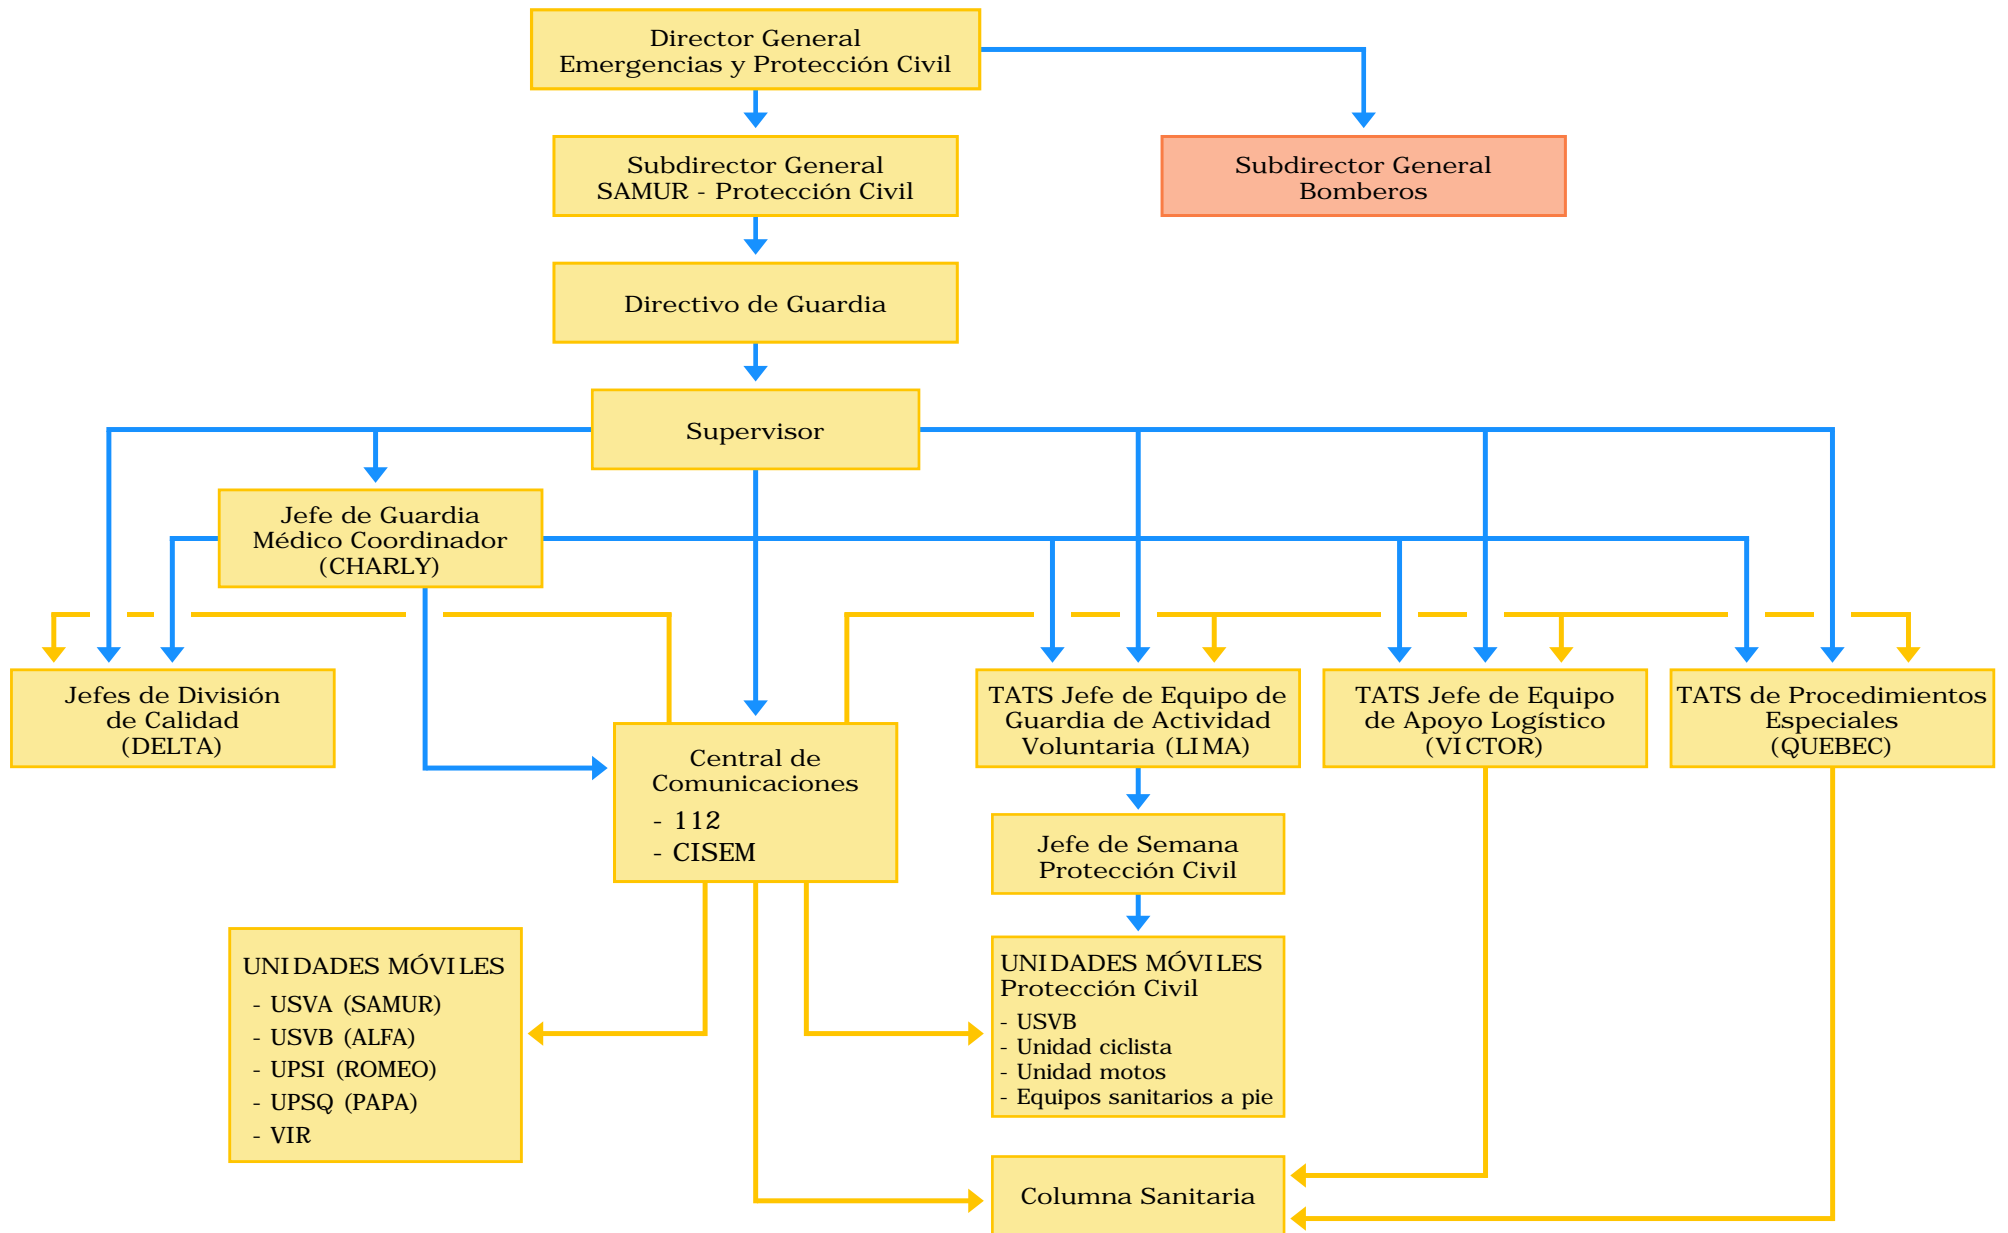 Director General
Emergencias y Protección Civil
Subdirector General
SAMUR - Protección Civil
Subdirector General
Bomberos
Directivo de Guardia
Supervisor
Jefe de Guardia
Médico Coordinador
(CHARLY)
Jefes de División
de Calidad
(DELTA)
Central de
Comunicaciones
- 112
- CISEM
TATS Jefe de Equipo de
Guardia de Actividad
Voluntaria (LIMA)
TATS Jefe de Equipo
de Apoyo Logístico
(VICTOR)
TATS de Procedimientos
Especiales
(QUEBEC)
Jefe de Semana
Protección Civil
UNIDADES MÓVILES
- USVA (SAMUR)
- USVB (ALFA)
- UPSI (ROMEO)
- UPSQ (PAPA)
- VIR
UNIDADES MÓVILES
Protección Civil
- USVB
- Unidad ciclista
- Unidad motos
- Equipos sanitarios a pie
Columna Sanitaria